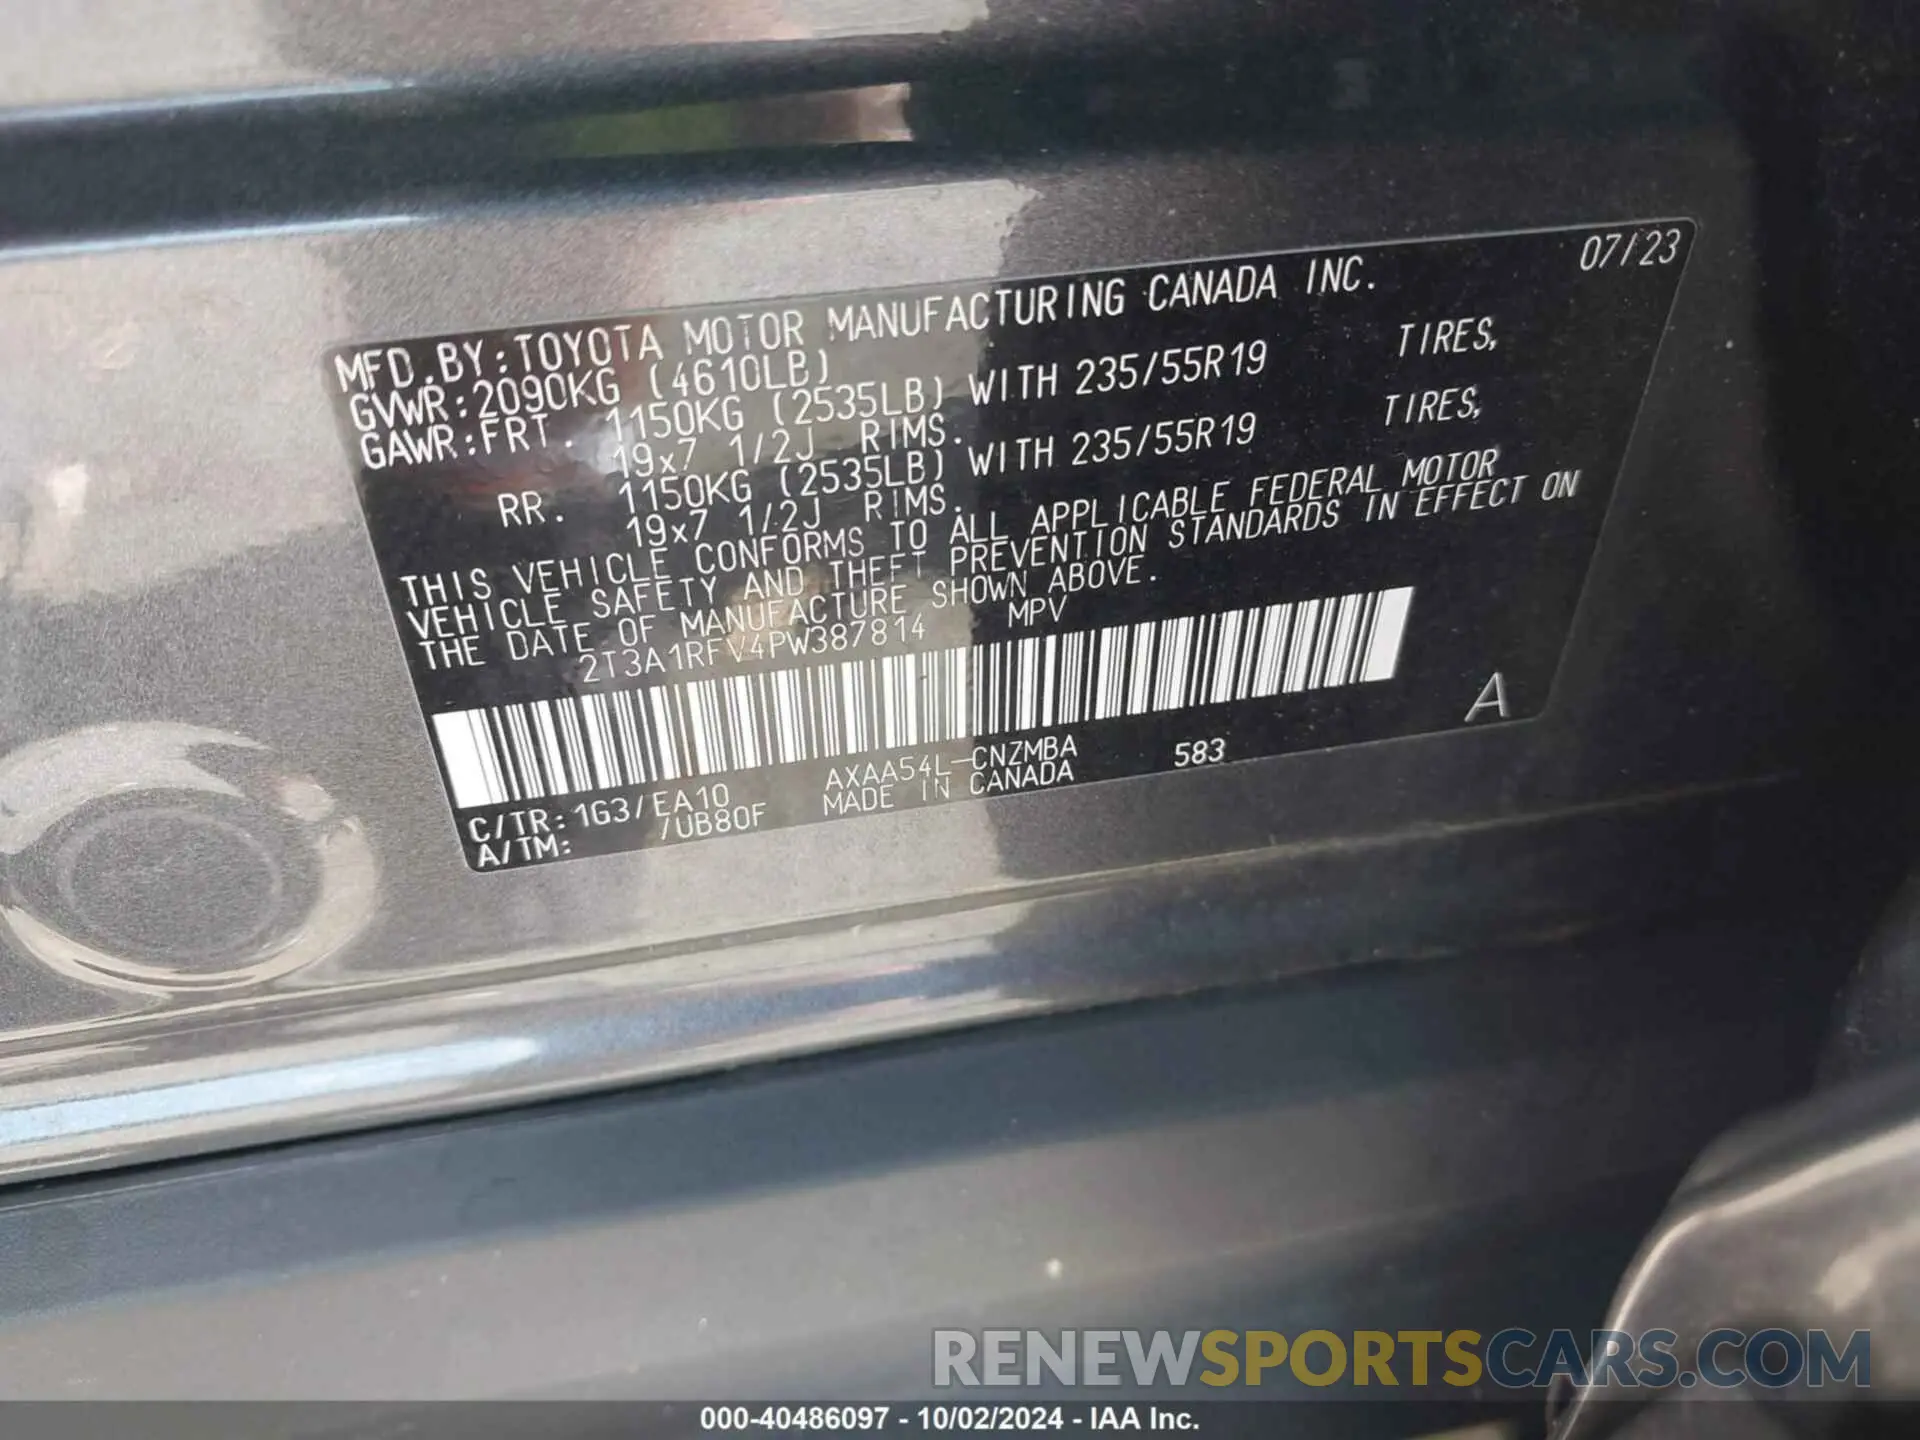 07/23
MFD.BY:TOYOTA MOTOR MANUFACTURING CANADA INC.
GVWR:2090KG (4610LB)
GAWR:FRT. 1150KG (2535LB) WITH 235/55R19 TIRES,
19x7 1/2J RIMS.
RR. 1150KG (2535LB) WITH 235/55R19 TIRES,
19x7 1/2J RIMS.
THIS VEHICLE CONFORMS TO ALL APPLICABLE FEDERAL MOTOR
VEHICLE SAFETY AND THEFT PREVENTION STANDARDS IN EFFECT ON
THE DATE OF MANUFACTURE SHOWN ABOVE.
2T3A1RFV4PW387814 MPV
A
C/TR:1G3/EA10 AXAA54L-CNZMBA 583
A/TM: /UB80F MADE IN CANADA
RENEWSPORTSCARS.COM
000-40486097 - 10/02/2024 - IAA Inc.